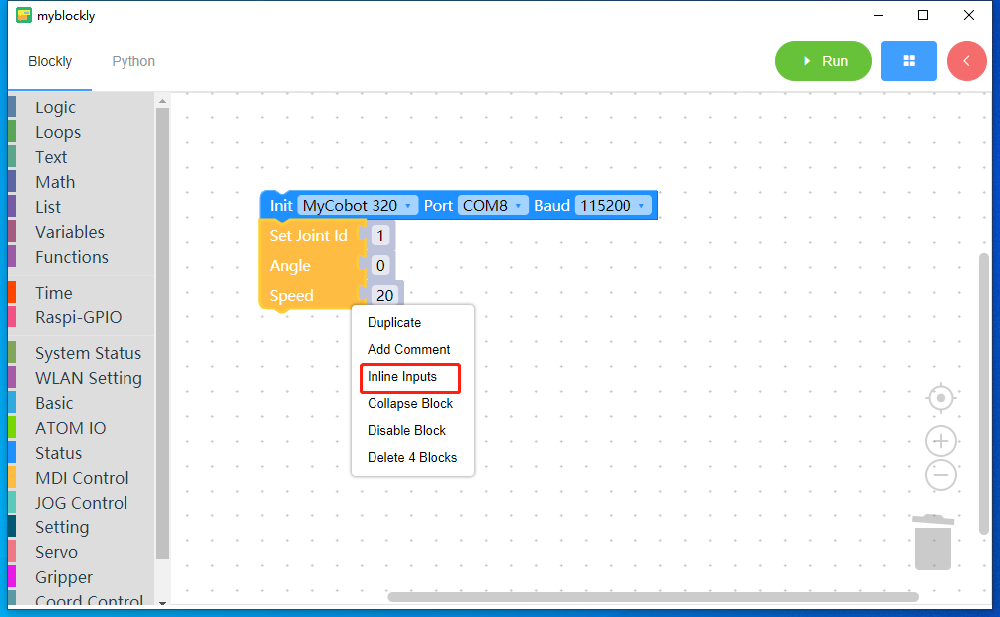 myblockly
Blockly Python
Run
Logic
Loops
Text
Math
List
Variables
Functions
Time
Raspi-GPIO
System Status
WLAN Setting
Basic
ATOM IO
Status
MDI Control
JOG Control
Setting
Servo
Gripper
Coord Control
Init MyCobot 320 Port COM8 Baud 115200
Set Joint Id 1
Angle 0
Speed 20
Duplicate
Add Comment
Inline Inputs
Collapse Block
Disable Block
Delete 4 Blocks